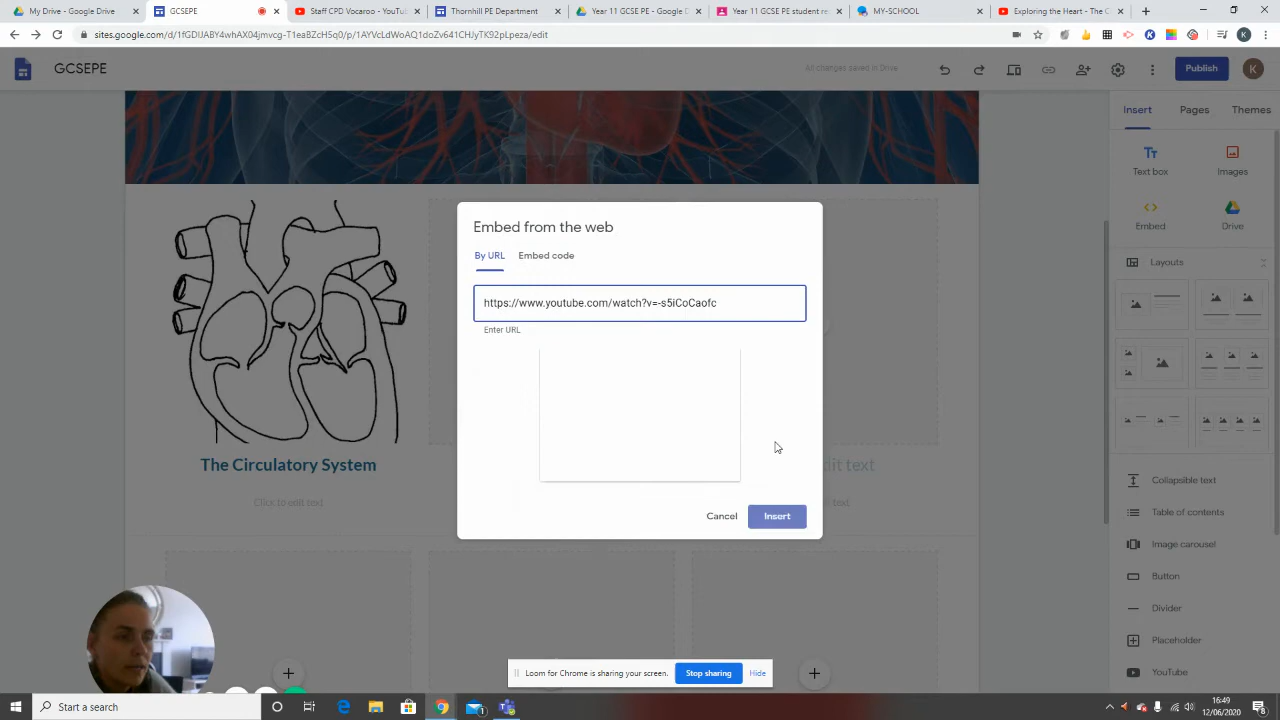 My Drive - Google Drive
GCSEPE
Staff CPD Vocaroo - YouTu
Thornhill PE Department
Year 11 GCSE PE - Google D
Year 11 GCSE PE student re
MY-SCHOOL
Exploring the Heart - The C
sites.google.com/d/1fGDUABY4whAX04jmvcg-T1eaBZcH5q0/p/1AYVcLdWoAQ1doZv641CHJyTK92pLpeza/edit
GCSEPE
All changes saved in Drive
Publish
K
Insert
Pages
Themes
Text box
Images
Embed
Drive
Layouts
Embed from the web
By URL
Embed code
https://www.youtube.com/watch?v=-s5iCoCaofc
Enter URL
Cancel
Insert
The Circulatory System
Click to edit text
dit text
text
Collapsible text
Table of contents
Image carousel
Button
Divider
Placeholder
YouTube
Loom for Chrome is sharing your screen.
Stop sharing
Hide
Start a search
16:49
12/06/2020